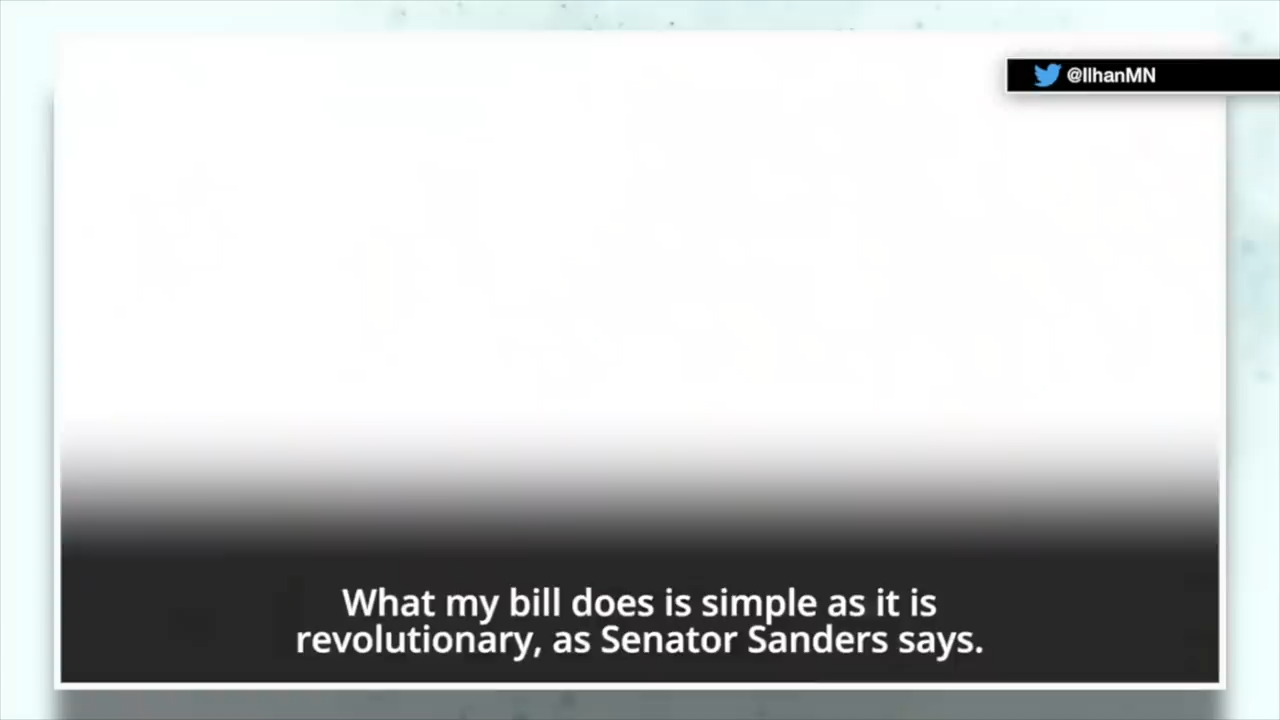 @IlhanMN
What my bill does is simple as it is
revolutionary, as Senator Sanders says.